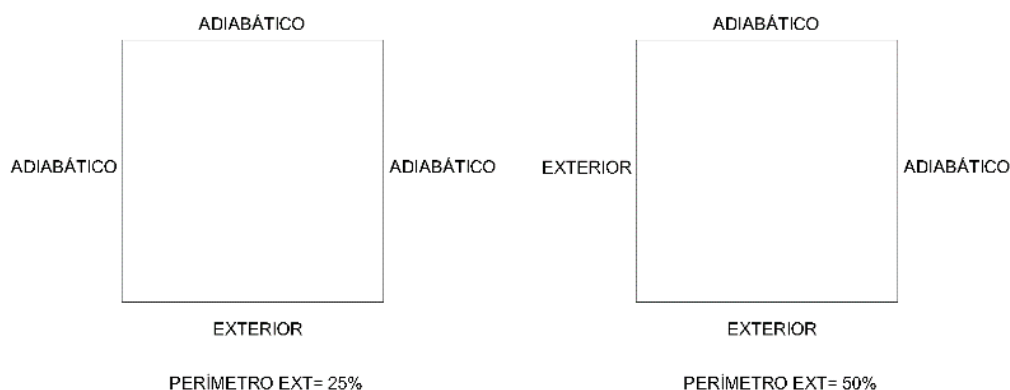 ADIABÁTICO
ADIABÁTICO
ADIABÁTICO
EXTERIOR
PERÍMETRO EXT= 25%
ADIABÁTICO
EXTERIOR
ADIABÁTICO
EXTERIOR
PERÍMETRO EXT= 50%